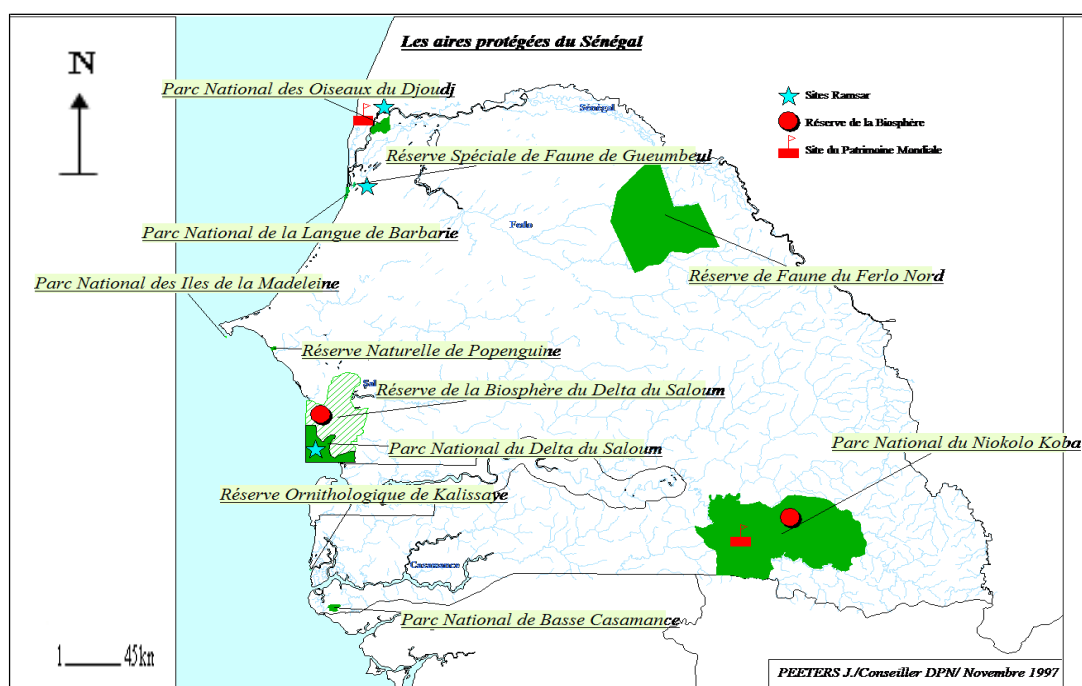 Les aires protégées du Sénégal
N
Parc National des Oiseaux du Djoudj
Sites Ramsar
Sénégal
Réserve de la Biosphère
Site du Patrimoine Mondiale
Réserve Spéciale de Faune de Gueumbeul
Ferlo
Parc National de la Langue de Barbarie
Réserve de Faune du Ferlo Nord
Parc National des Iles de la Madeleine
Réserve Naturelle de Popenguine
Sal
Réserve de la Biosphère du Delta du Saloum
Parc National du Delta du Saloum
Parc National du Niokolo Koba
Réserve Ornithologique de Kalissaye
Casamance
Parc National de Basse Casamance
1 45kn
PEETERS J./Conseiller DPN/ Novembre 1997